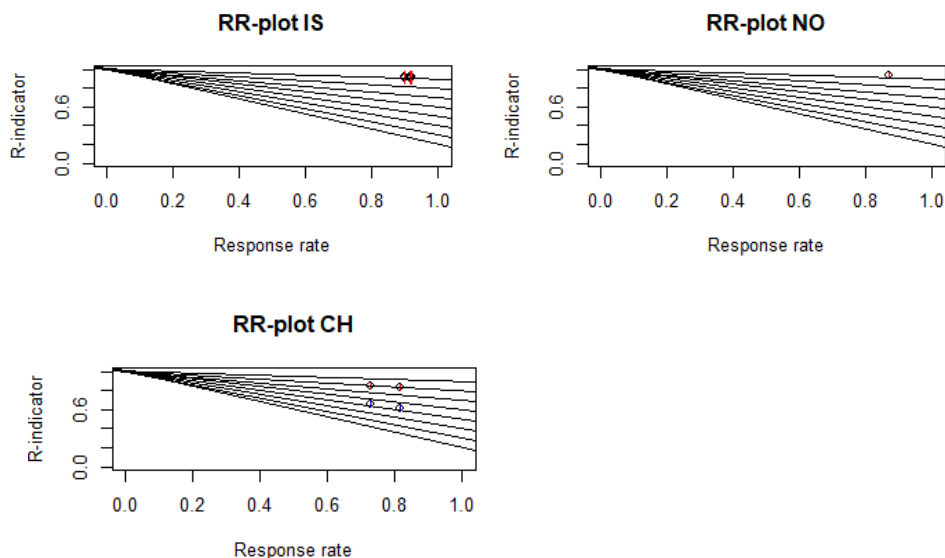 RR-plot IS
R-indicator
0.0 0.6
0.0 0.2 0.4 0.6 0.8 1.0
Response rate
RR-plot NO
R-indicator
0.0 0.6
0.0 0.2 0.4 0.6 0.8 1.0
Response rate
RR-plot CH
R-indicator
0.0 0.6
0.0 0.2 0.4 0.6 0.8 1.0
Response rate